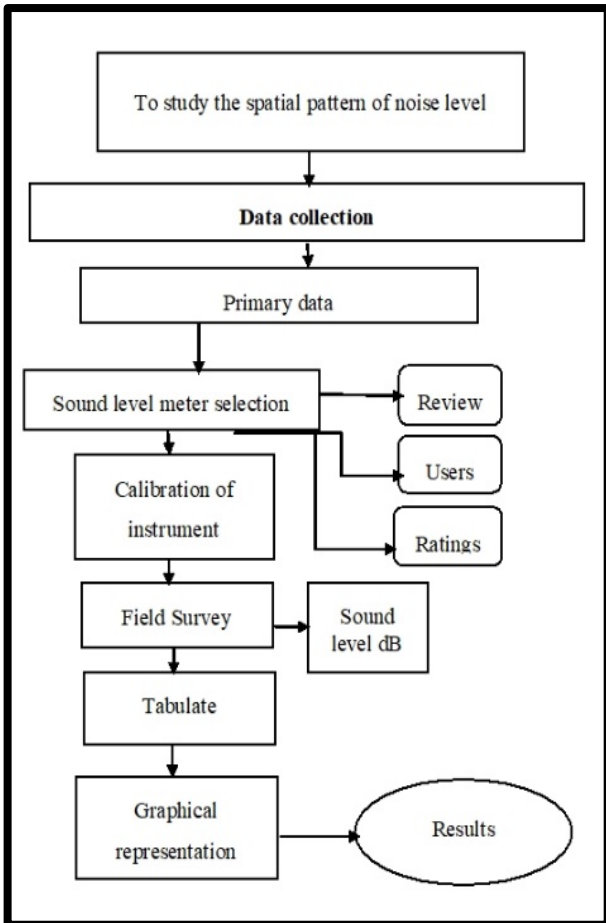 To study the spatial pattern of noise level
Data collection
Primary data
Sound level meter selection
Review
Users
Ratings
Calibration of
instrument
Field Survey
Sound
level dB
Tabulate
Graphical
representation
Results